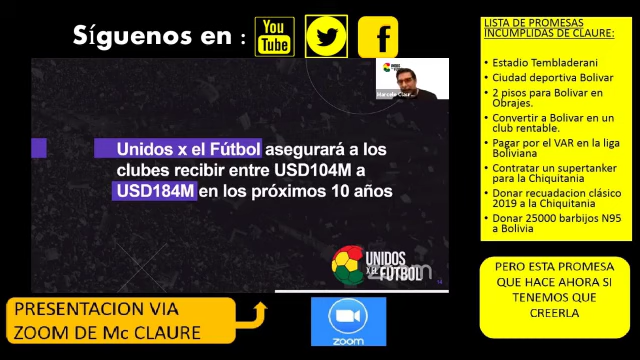 Síguenos en :
You
Tube
f
UNIDOS
Marcelo Claur
Unidos x el Fútbol asegurará a los
clubes recibir entre USD104M a
USD184M en los próximos 10 años
UNIDOS
X EL FÚTBOL
zoom
PRESENTACION VIA
ZOOM DE Mc CLAURE
zoom
LISTA DE PROMESAS
INCUMPLIDAS DE CLAURE:
• Estadio Tembladerani
• Ciudad deportiva Bolivar
• 2 pisos para Bolivar en
Obrajes.
• Convertir a Bolivar en un
club rentable.
• Pagar por el VAR en la liga
Boliviana
• Contratar un supertanker
para la Chiquitania
• Donar recuadacion clásico
2019 a la Chiquitania
• Donar 25000 barbijos N95
a Bolivia
PERO ESTA PROMESA
QUE HACE AHORA SI
TENEMOS QUE
CREERLA